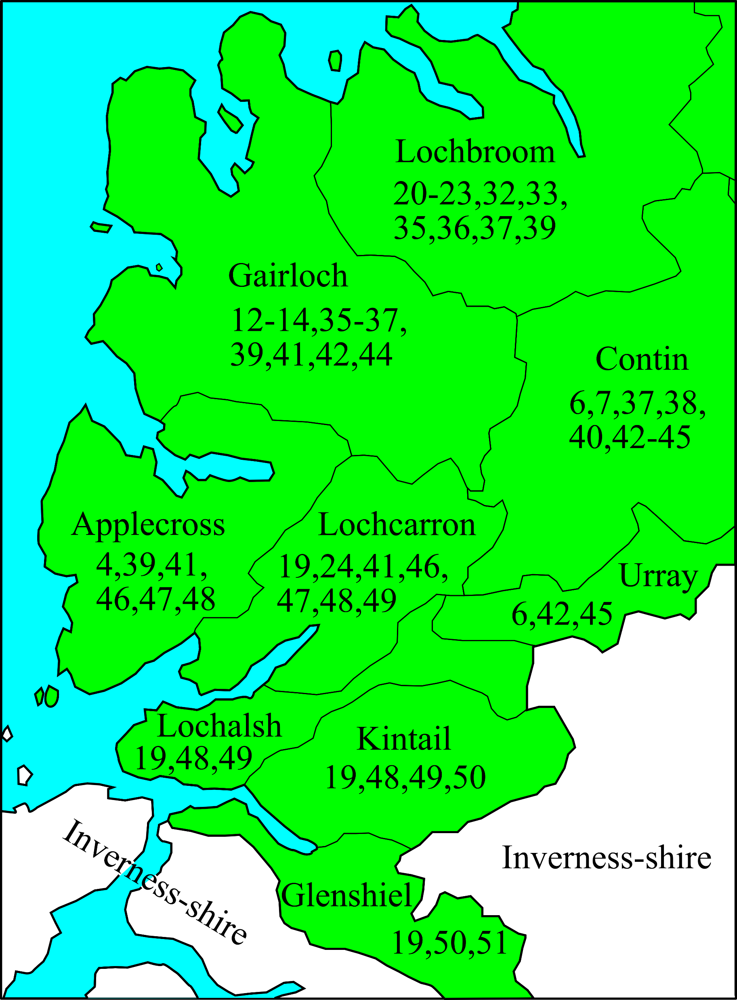 Lochbroom
20-23,32,33,
35,36,37,39
Gairloch
12-14,35-37,
39,41,42,44
Contin
6,7,37,38,
40,42-45
Applecross
4,39,41,
46,47,48
Lochcarron
19,24,41,46,
47,48,49
Urray
6,42,45
Lochalsh
19,48,49
Kintail
19,48,49,50
Inverness-shire
Inverness-shire
Glenshiel
19,50,51